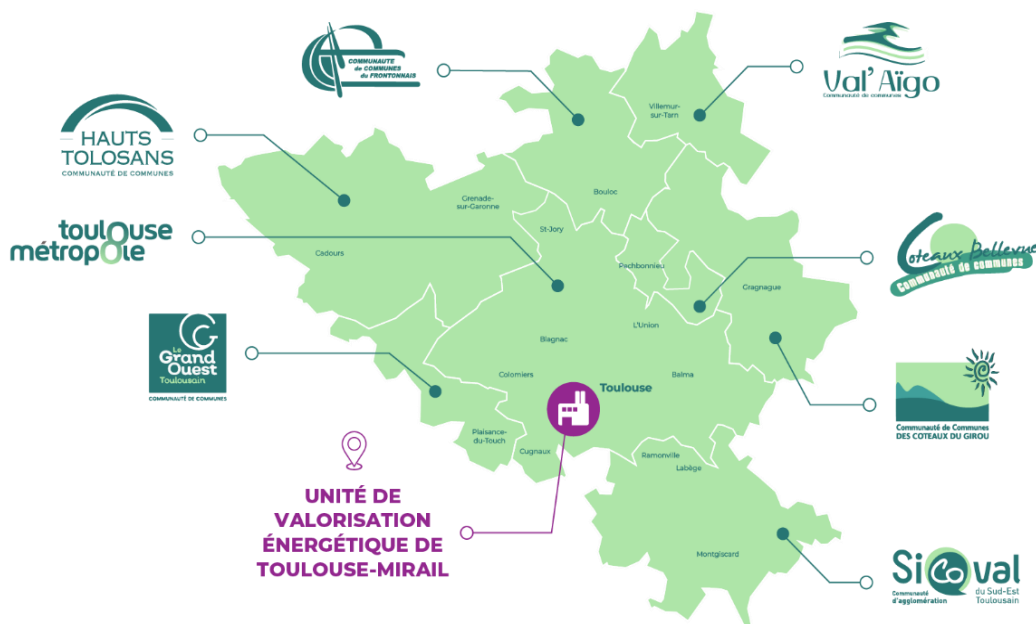 COMMUNAUTÉ
de COMMUNES
du FRONTONNAIS
Val'Aïgo
Communauté de communes
HAUTS
TOLOSANS
COMMUNAUTÉ DE COMMUNES
toulouse
métropole
Le
Grand
Ouest
Toulousain
COMMUNAUTÉ DE COMMUNES
Coteaux Bellevue
Communauté de communes
Communauté de Communes
DES COTEAUX DU GIROU
SiCoval
Communauté
d'agglomération
du Sud-Est
Toulousain
Villemur-
sur-Tarn
Bouloc
Grenade-
sur-Garonne
St-Jory
Cadours
Pechbonnieu
Gragnague
L'Union
Blagnac
Colomiers
Balma
Toulouse
Plaisance-
du-Touch
Cugnaux
Ramonville
Labège
Montgiscard
UNITÉ DE
VALORISATION
ÉNERGÉTIQUE DE
TOULOUSE-MIRAIL